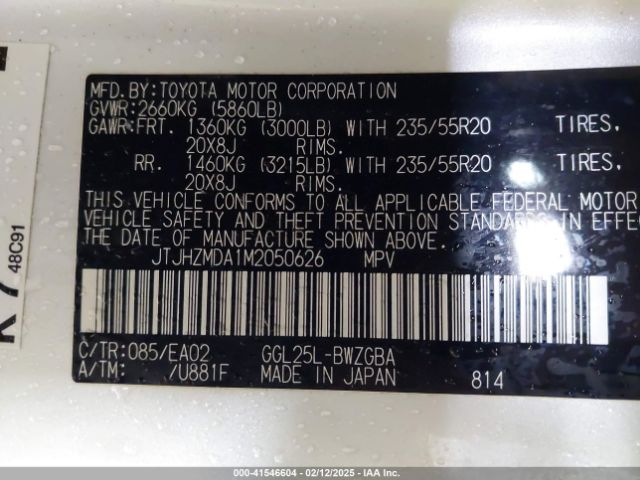 MFD.BY:TOYOTA MOTOR CORPORATION
GVWR:2660KG (5860LB)
GAWR:FRT. 1360KG (3000LB) WITH 235/55R20 TIRES,
20X8J RIMS.
RR. 1460KG (3215LB) WITH 235/55R20 TIRES,
20X8J RIMS.
THIS VEHICLE CONFORMS TO ALL APPLICABLE FEDERAL MOTOR
VEHICLE SAFETY AND THEFT PREVENTION STANDARDS IN EFFE
THE DATE OF MANUFACTURE SHOWN ABOVE.
JTJHZMDA1M2050626 MPV
C/TR:085/EA02 GGL25L-BWZGBA
A/TM: /U881F MADE IN JAPAN 814
48C91
000-41546604 - 02/12/2025 - IAA Inc.